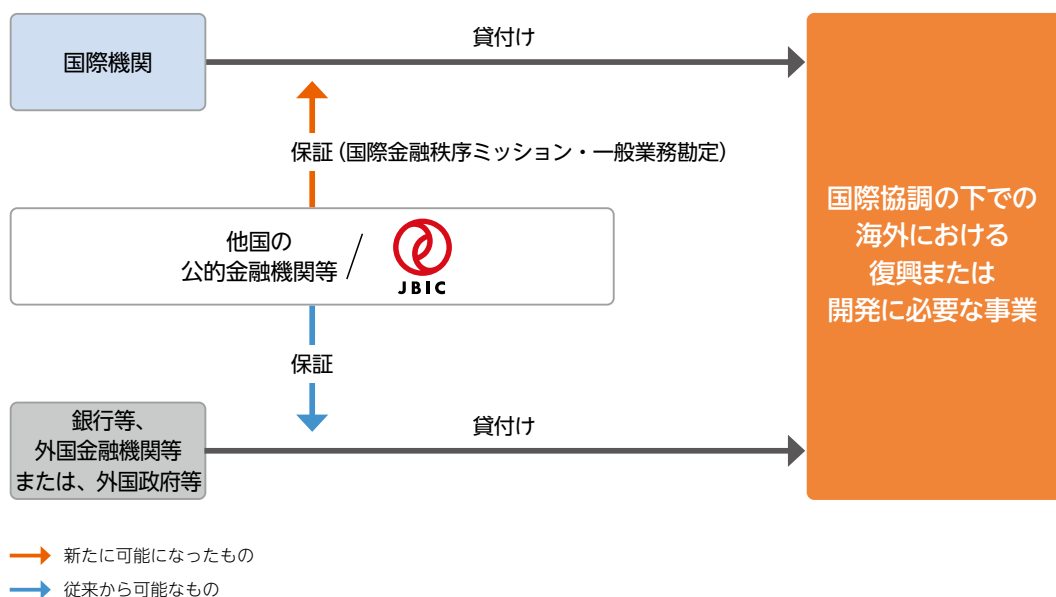 国際機関
貸付け
保証（国際金融秩序ミッション・一般業務勘定）
他国の
公的金融機関等 /
JBIC
保証
銀行等、
外国金融機関等
または、外国政府等
貸付け
国際協調の下での
海外における
復興または
開発に必要な事業
新たに可能になったもの
従来から可能なもの